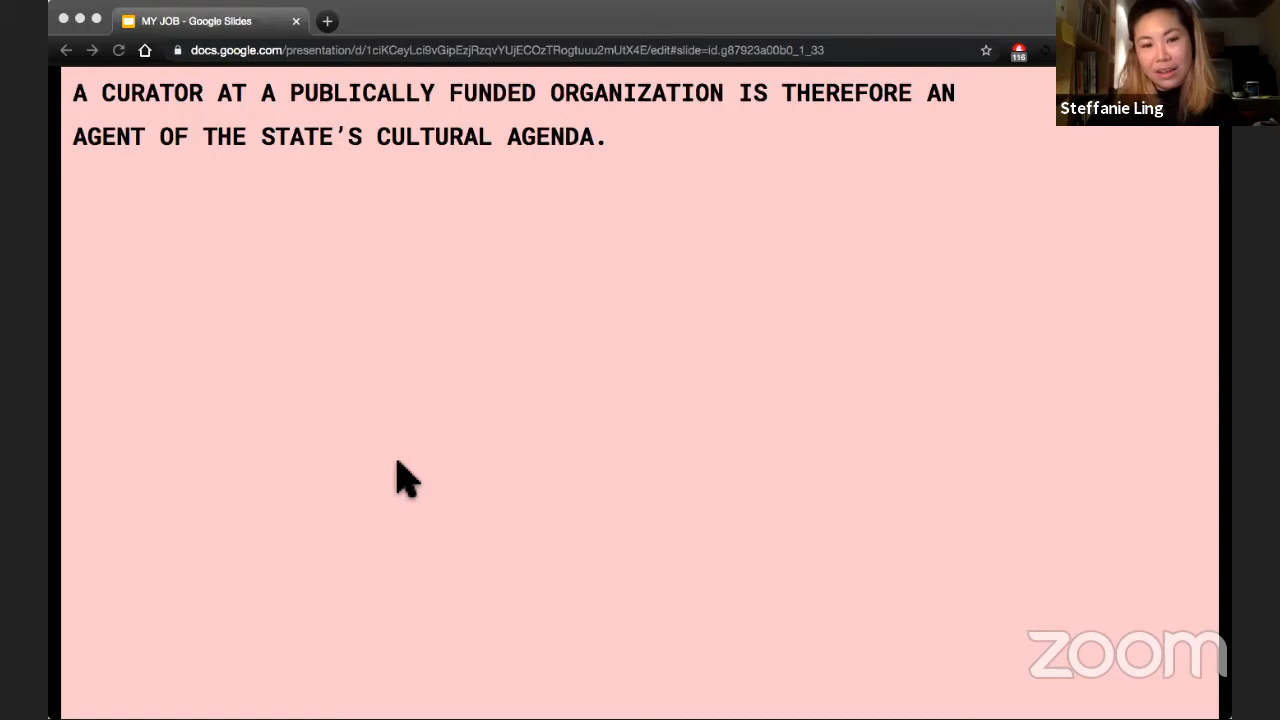 MY JOB - Google Slides
docs.google.com/presentation/d/1ciKCeyLci9vGipEzjRzqvYUjECOzTRogtuuu2mUtX4E/edit#slide=id.g87923a00b0_1_33
116
A CURATOR AT A PUBLICALLY FUNDED ORGANIZATION IS THEREFORE AN
AGENT OF THE STATE’S CULTURAL AGENDA.
Steffanie Ling
zoom